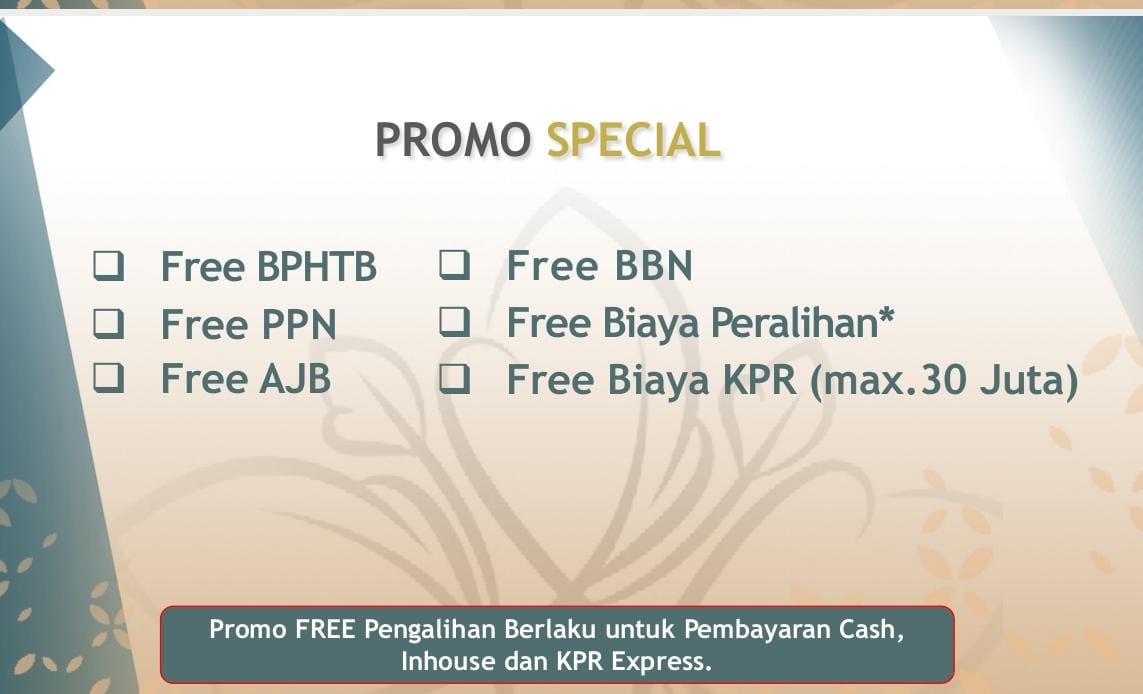 PROMO SPECIAL
Free BPHTB
Free PPN
Free AJB
Free BBN
Free Biaya Peralihan*
Free Biaya KPR (max.30 Juta)
Promo FREE Pengalihan Berlaku untuk Pembayaran Cash,
Inhouse dan KPR Express.